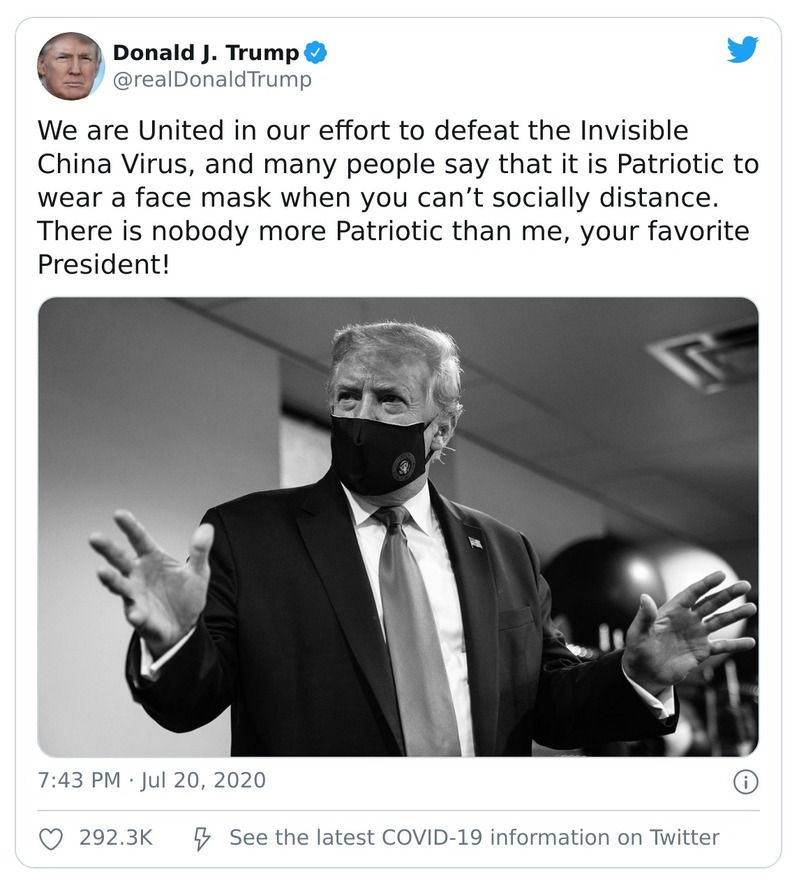 Donald J. Trump
@realDonaldTrump
We are United in our effort to defeat the Invisible
China Virus, and many people say that it is Patriotic to
wear a face mask when you can’t socially distance.
There is nobody more Patriotic than me, your favorite
President!
7:43 PM · Jul 20, 2020
292.3K
See the latest COVID-19 information on Twitter